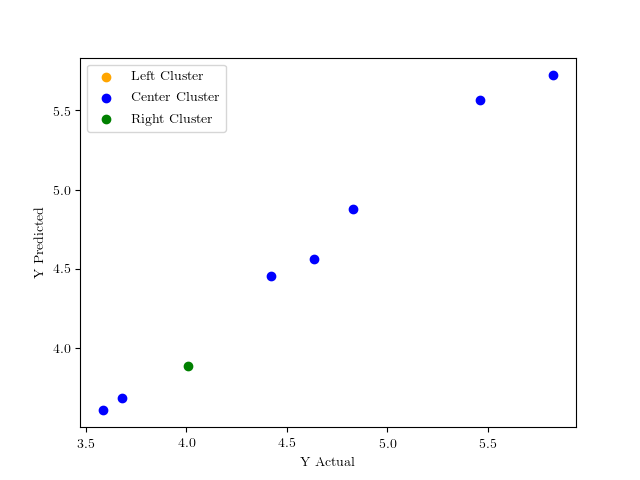 Left Cluster
Center Cluster
Right Cluster
5.5
5.0
4.5
4.0
Y Predicted
3.5 4.0 4.5 5.0 5.5
Y Actual